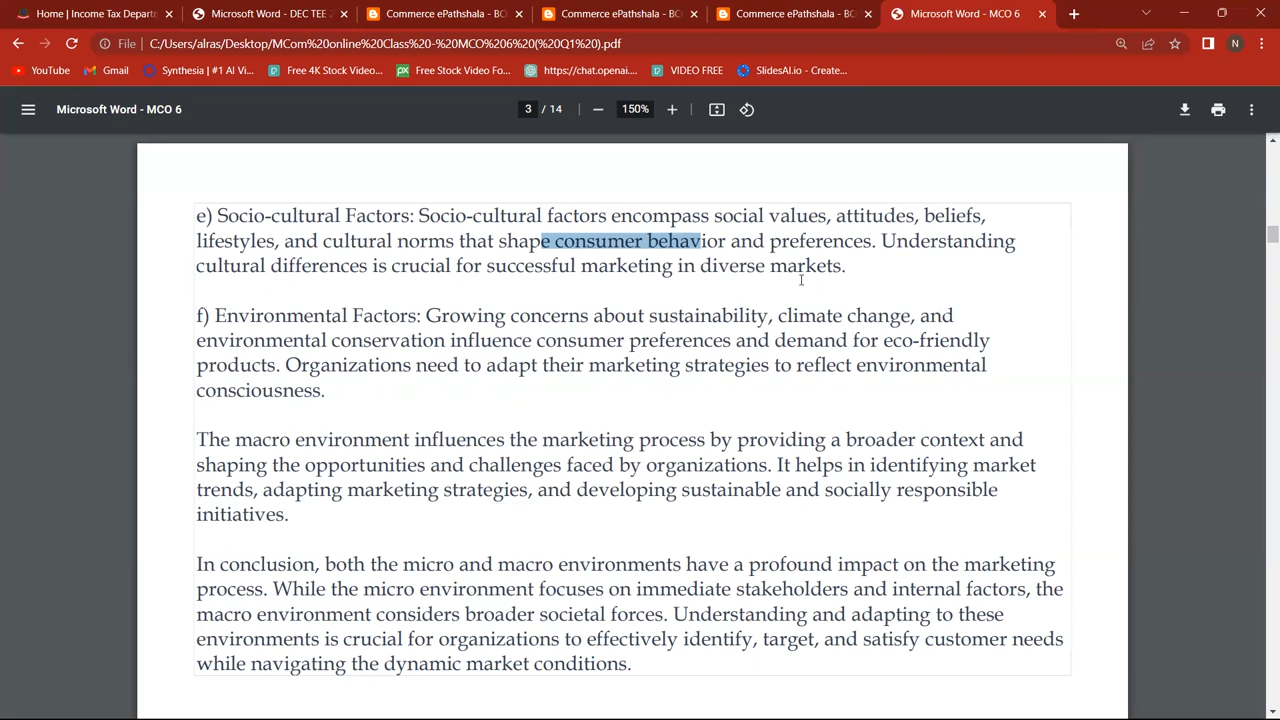 Home | Income Tax Departm
Microsoft Word - DEC TEE 2
Commerce ePathshala - BC
Commerce ePathshala - BC
Commerce ePathshala - BC
Microsoft Word - MCO 6
File
C:/Users/alras/Desktop/MCom%20online%20Class%20-%20MCO%206%20(%20Q1%20).pdf
N
YouTube
Gmail
Synthesia | #1 AI Vi...
Free 4K Stock Video...
Free Stock Video Fo...
https://chat.openai....
VIDEO FREE
SlidesAI.io - Create...
Microsoft Word - MCO 6
3 / 14
150%
e) Socio-cultural Factors: Socio-cultural factors encompass social values, attitudes, beliefs,
lifestyles, and cultural norms that shape consumer behavior and preferences. Understanding
cultural differences is crucial for successful marketing in diverse markets.
f) Environmental Factors: Growing concerns about sustainability, climate change, and
environmental conservation influence consumer preferences and demand for eco-friendly
products. Organizations need to adapt their marketing strategies to reflect environmental
consciousness.
The macro environment influences the marketing process by providing a broader context and
shaping the opportunities and challenges faced by organizations. It helps in identifying market
trends, adapting marketing strategies, and developing sustainable and socially responsible
initiatives.
In conclusion, both the micro and macro environments have a profound impact on the marketing
process. While the micro environment focuses on immediate stakeholders and internal factors, the
macro environment considers broader societal forces. Understanding and adapting to these
environments is crucial for organizations to effectively identify, target, and satisfy customer needs
while navigating the dynamic market conditions.